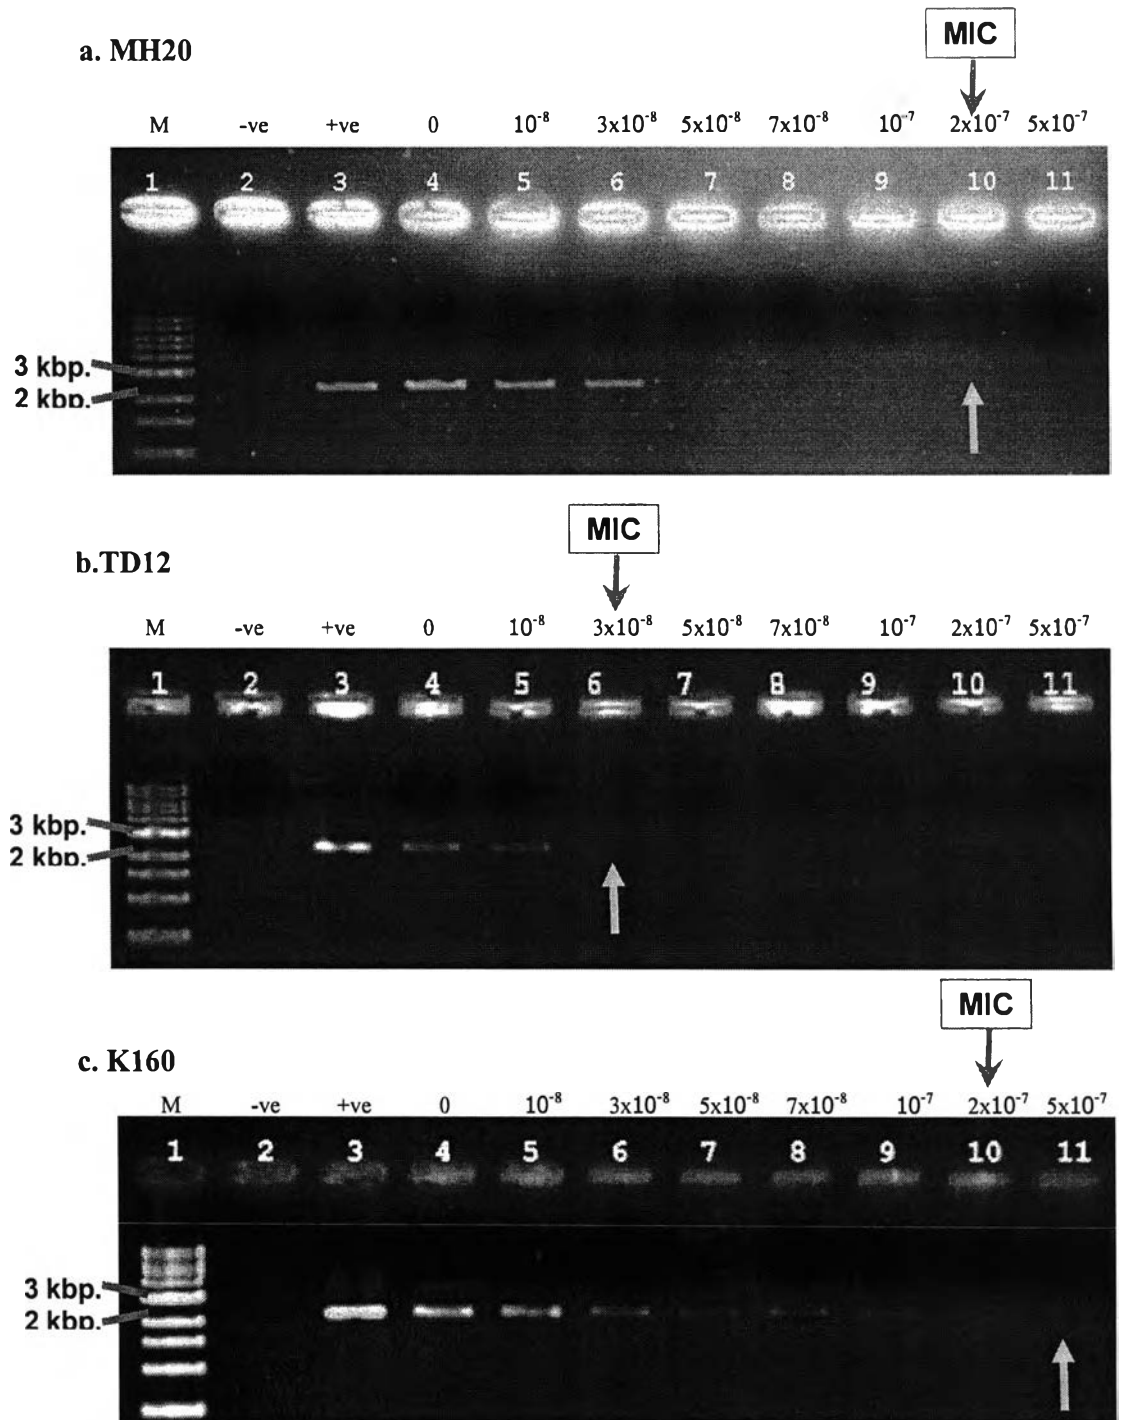 MIC
a. MH20
M -ve +ve 0 10⁻⁸ 3x10⁻⁸ 5x10⁻⁸ 7x10⁻⁸ 10⁻⁷ 2x10⁻⁷ 5x10⁻⁷
1 2 3 4 5 6 7 8 9 10 11
3 kbp.
2 kbp.
MIC
b.TD12
M -ve +ve 0 10⁻⁸ 3x10⁻⁸ 5x10⁻⁸ 7x10⁻⁸ 10⁻⁷ 2x10⁻⁷ 5x10⁻⁷
1 2 3 4 5 6 7 8 9 10 11
3 kbp.
2 kbp.
MIC
c. K160
M -ve +ve 0 10⁻⁸ 3x10⁻⁸ 5x10⁻⁸ 7x10⁻⁸ 10⁻⁷ 2x10⁻⁷ 5x10⁻⁷
1 2 3 4 5 6 7 8 9 10 11
3 kbp.
2 kbp.